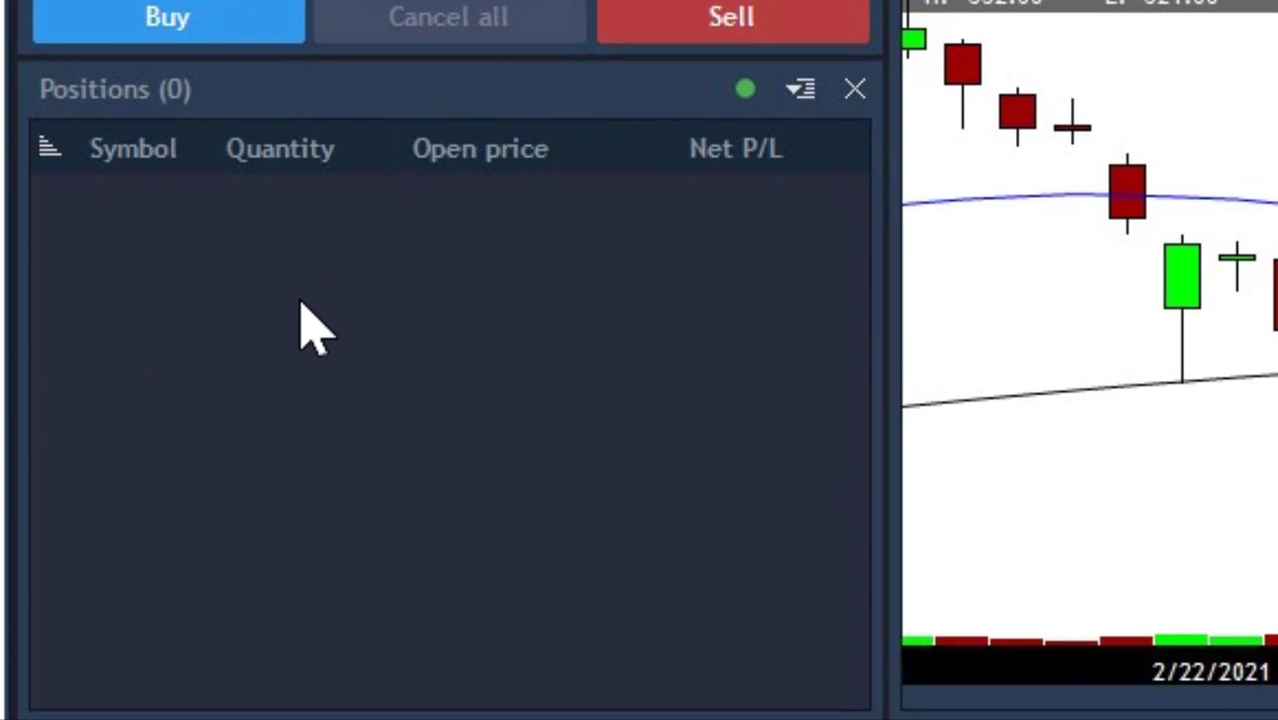 Buy Cancel all Sell
Positions (0)
Symbol Quantity Open price Net P/L
2/22/2021